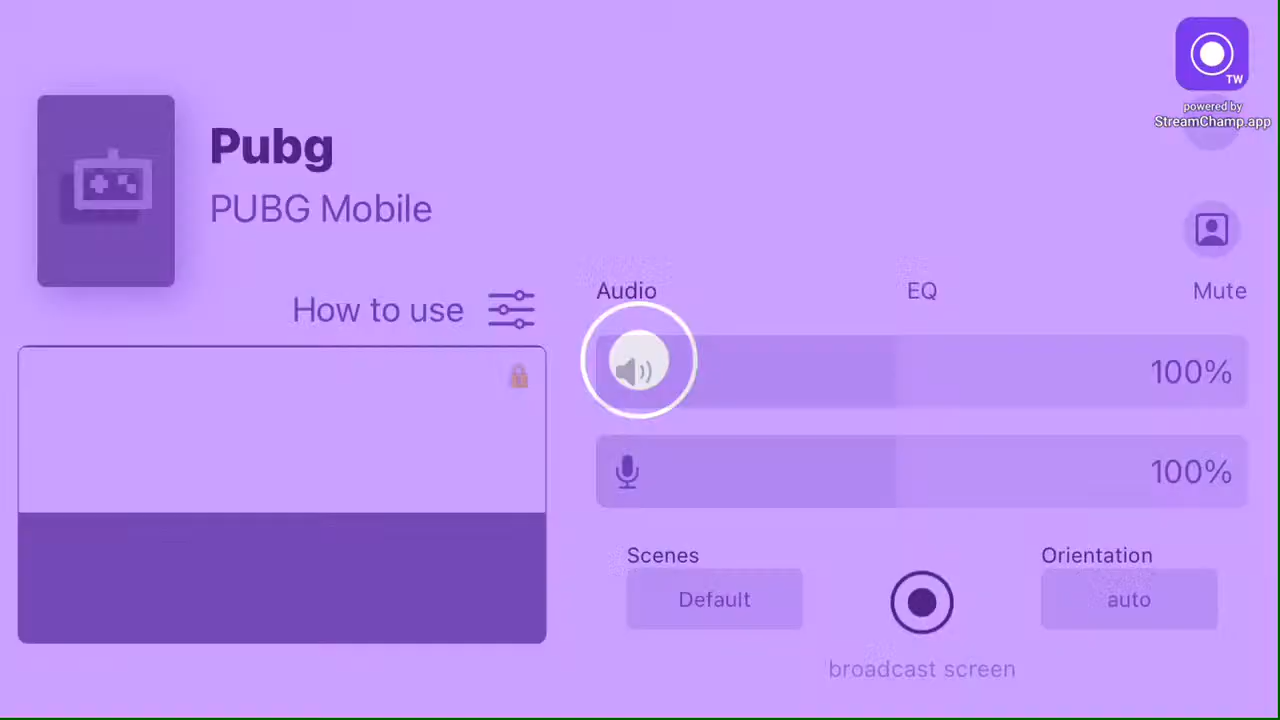 TW
powered by
StreamChamp.app
Pubg
PUBG Mobile
How to use
Audio
EQ
Mute
100%
100%
Scenes
Default
Orientation
auto
broadcast screen